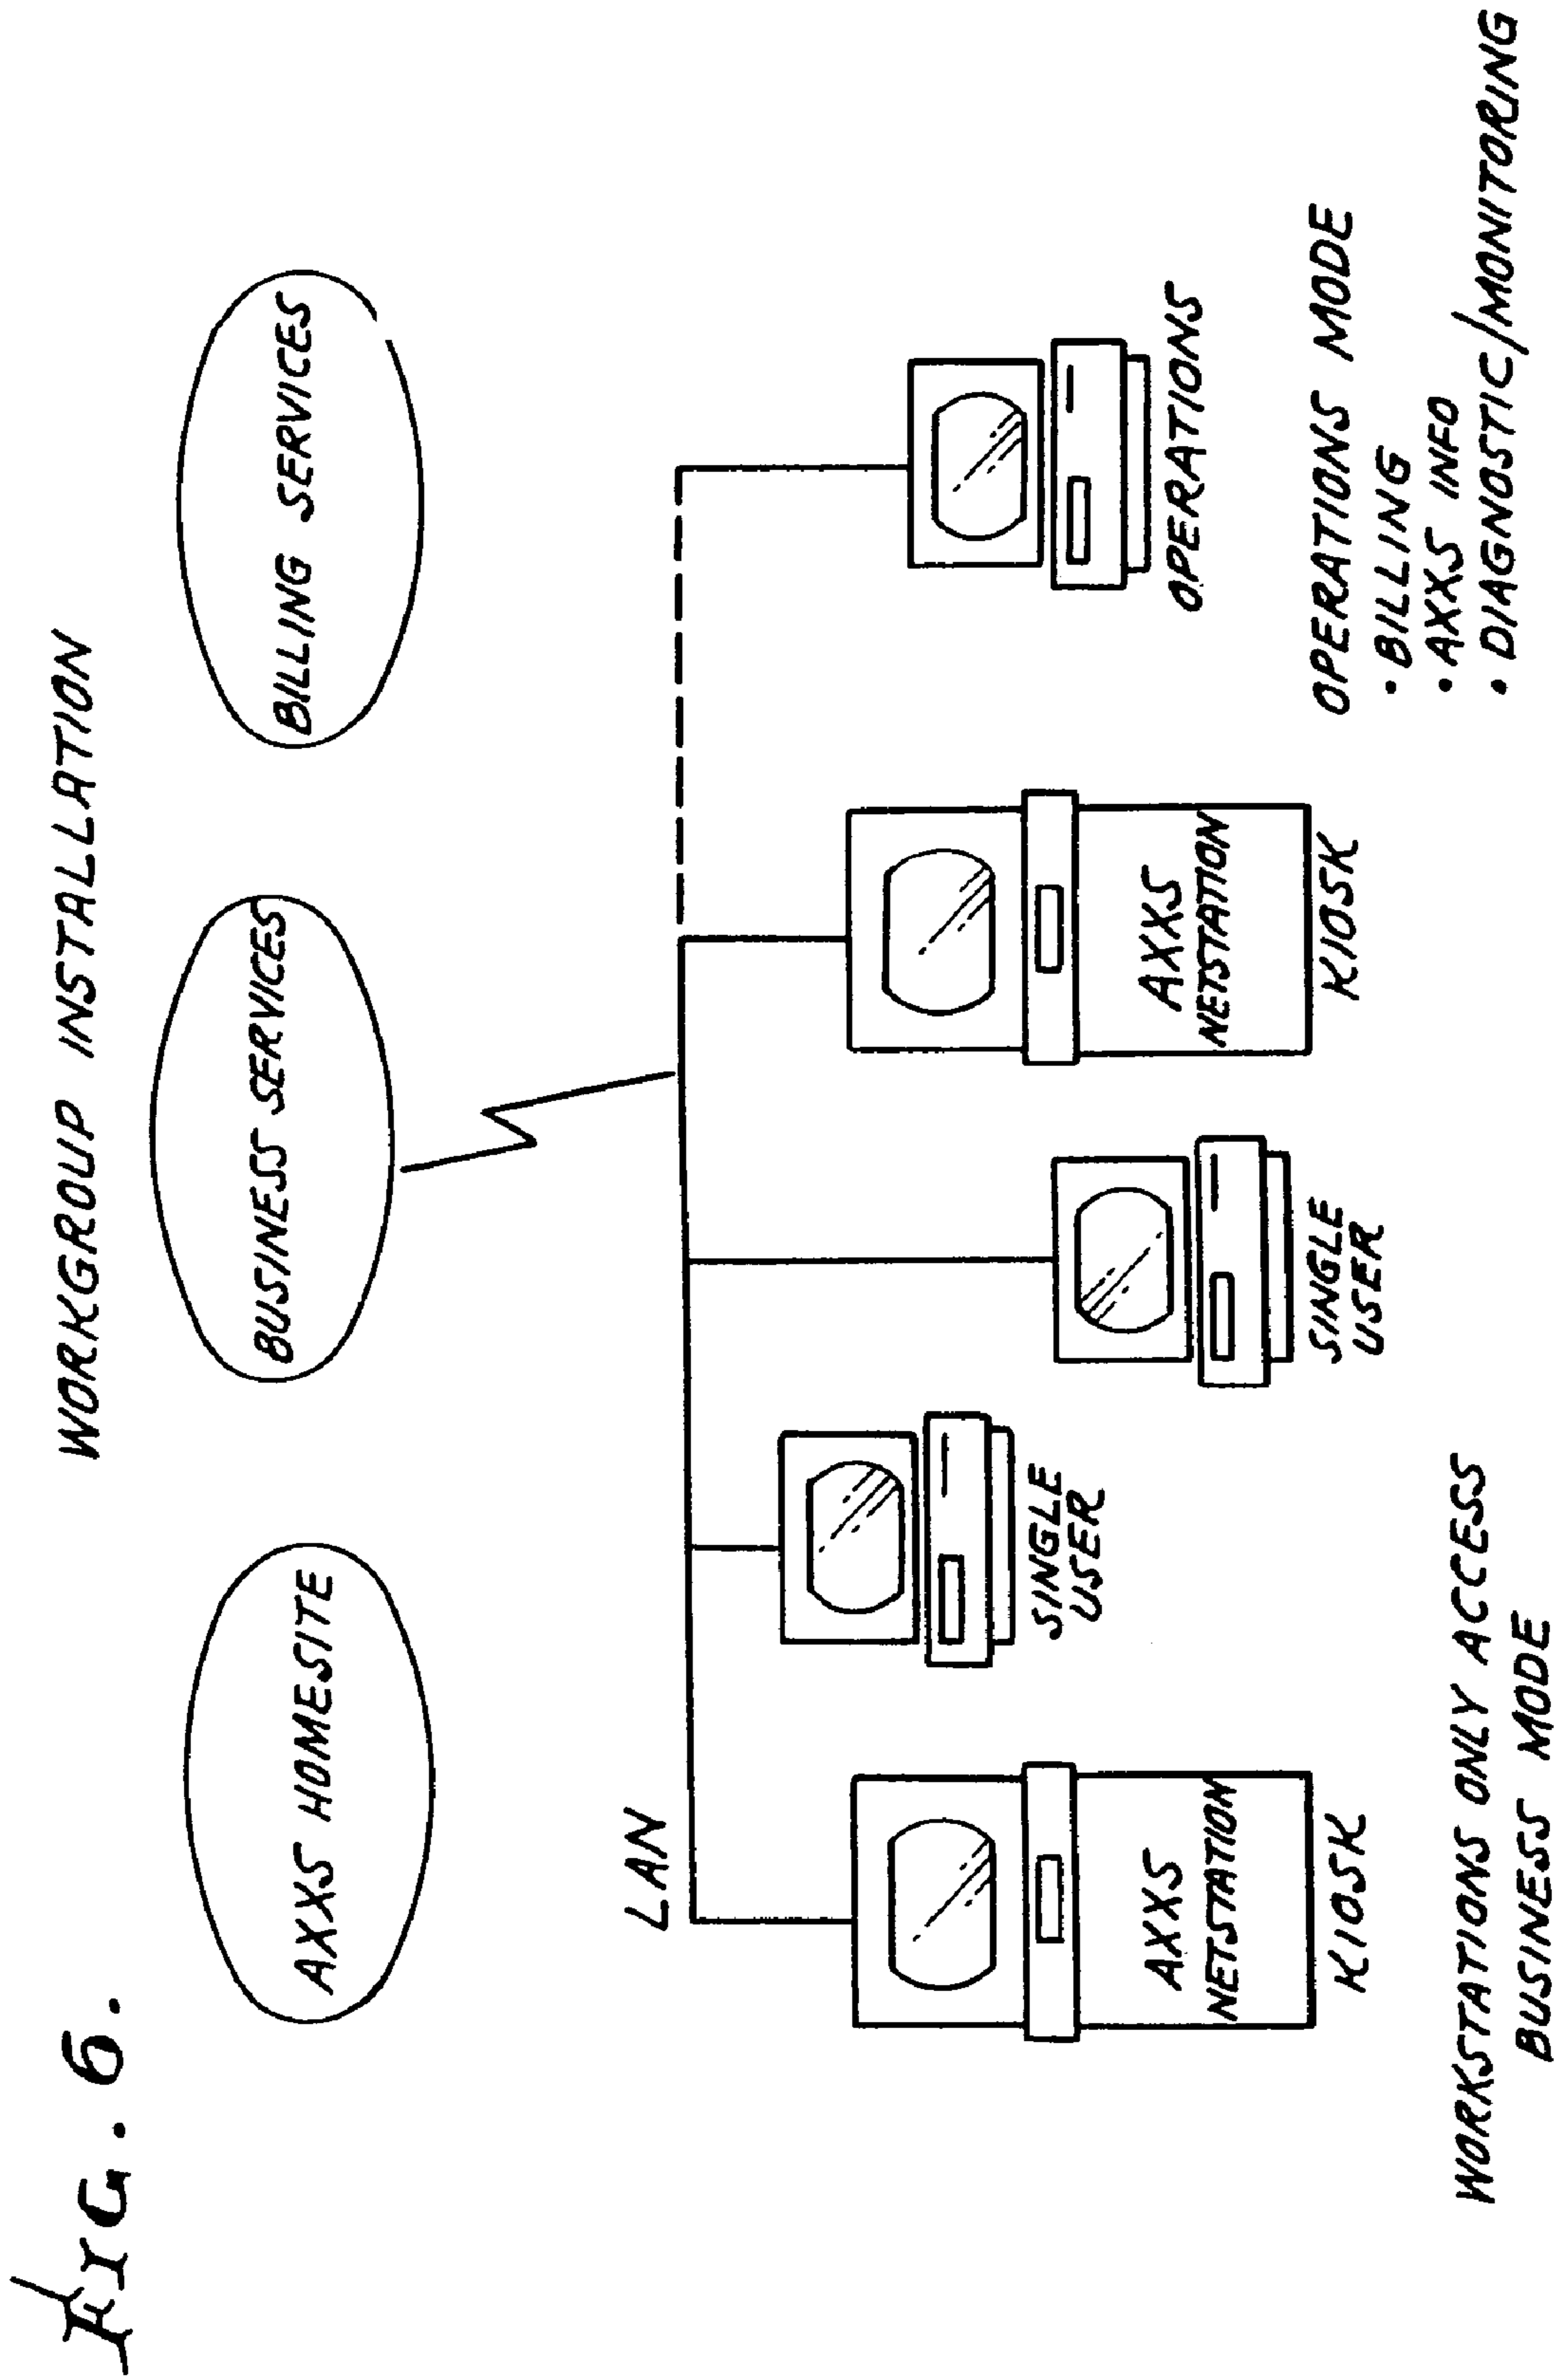 FIG. 6.
WORKGROUP INSTALLATION
AXXS HOMESITE
BUSINESS SERVICES
BILLING SERVICES
LAN
AXXS
NETSTATION
KIOSK
SINGLE
USER
SINGLE
USER
AXXS
NETSTATION
KIOSK
OPERATIONS
WORKSTATIONS ONLY ACCESS
BUSINESS MODE
OPERATIONS MODE
• BILLING
• AXXS INFO
• DIAGNOSTIC/MONITORING